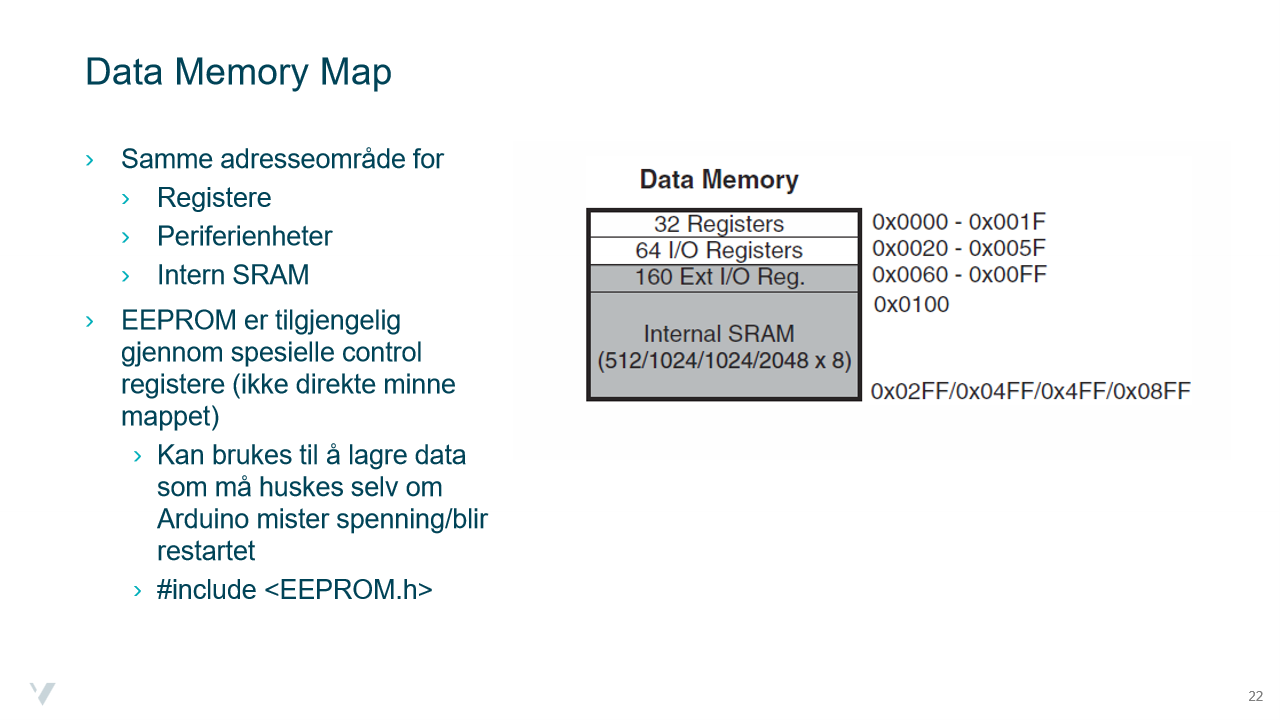 Data Memory Map
› Samme adresseområde for
› Registere
› Periferienheter
› Intern SRAM
› EEPROM er tilgjengelig
gjennom spesielle control
registere (ikke direkte minne
mappet)
› Kan brukes til å lagre data
som må huskes selv om
Arduino mister spenning/blir
restartet
› #include <EEPROM.h>
Data Memory
32 Registers 0x0000 - 0x001F
64 I/O Registers 0x0020 - 0x005F
160 Ext I/O Reg. 0x0060 - 0x00FF
0x0100
Internal SRAM
(512/1024/1024/2048 x 8)
0x02FF/0x04FF/0x4FF/0x08FF
22